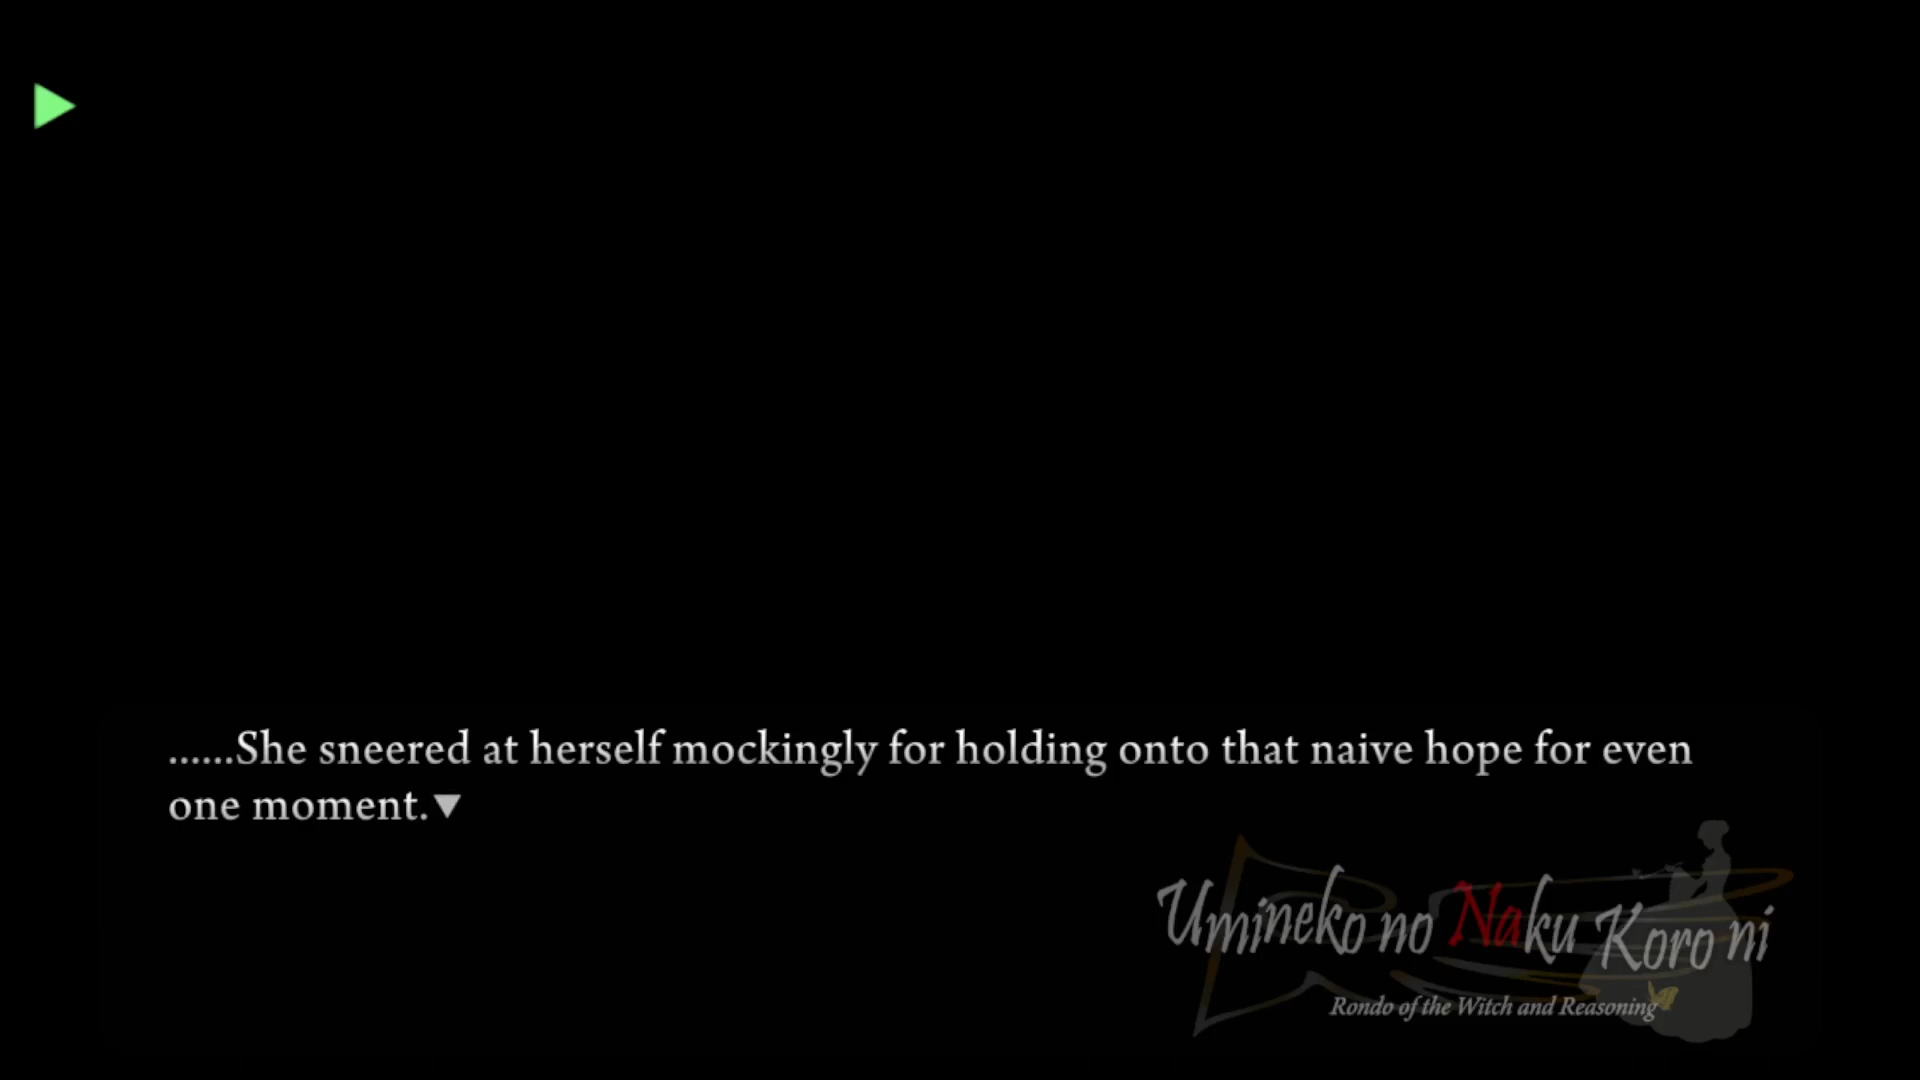 ......She sneered at herself mockingly for holding onto that naive hope for even
one moment.
Umineko no Naku Koro ni
Rondo of the Witch and Reasoning